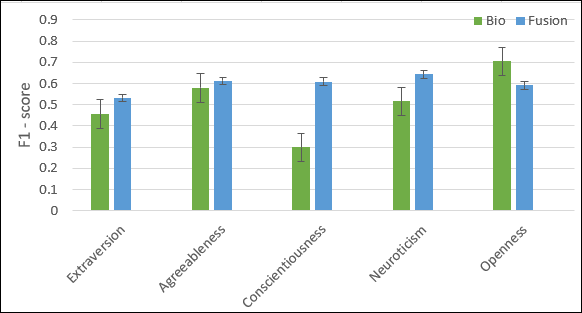 Bio Fusion
F1 - score
0.9
0.8
0.7
0.6
0.5
0.4
0.3
0.2
0.1
0
Extraversion
Agreeableness
Conscientiousness
Neuroticism
Openness